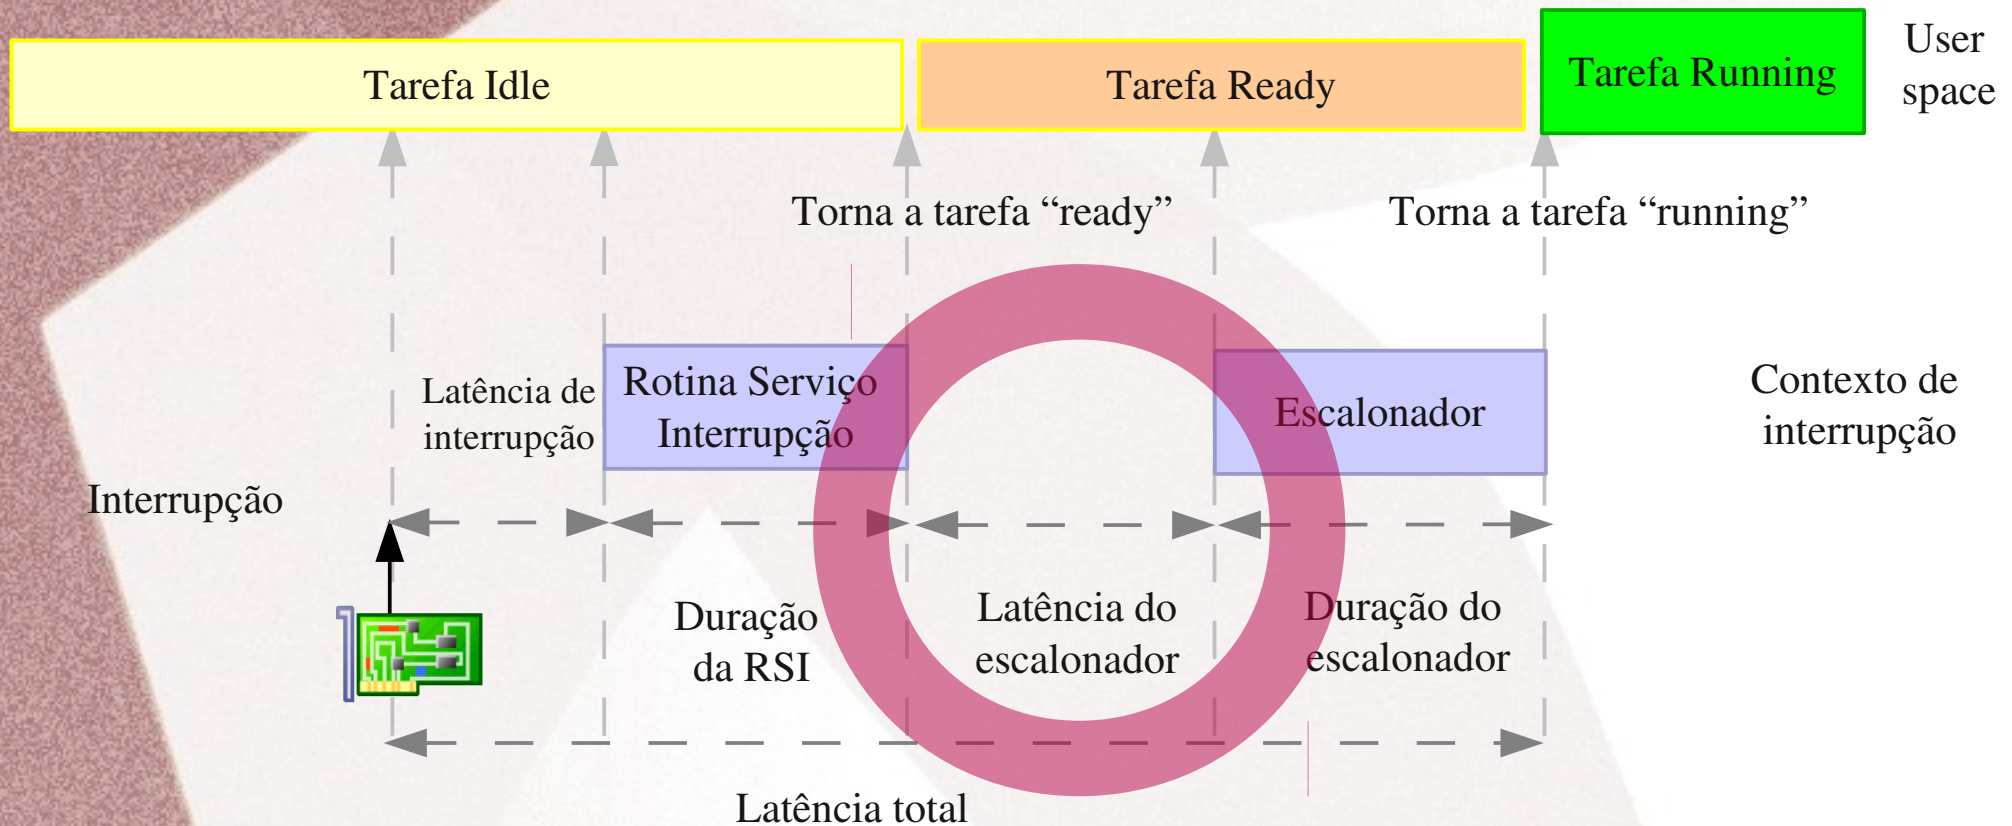 Tarefa Idle
Tarefa Ready
Tarefa Running
User
space
Torna a tarefa “ready”
Torna a tarefa “running”
Latência de
interrupção
Rotina Serviço
Interrupção
Escalonador
Contexto de
interrupção
Interrupção
Duração
da RSI
Latência do
escalonador
Duração do
escalonador
Latência total